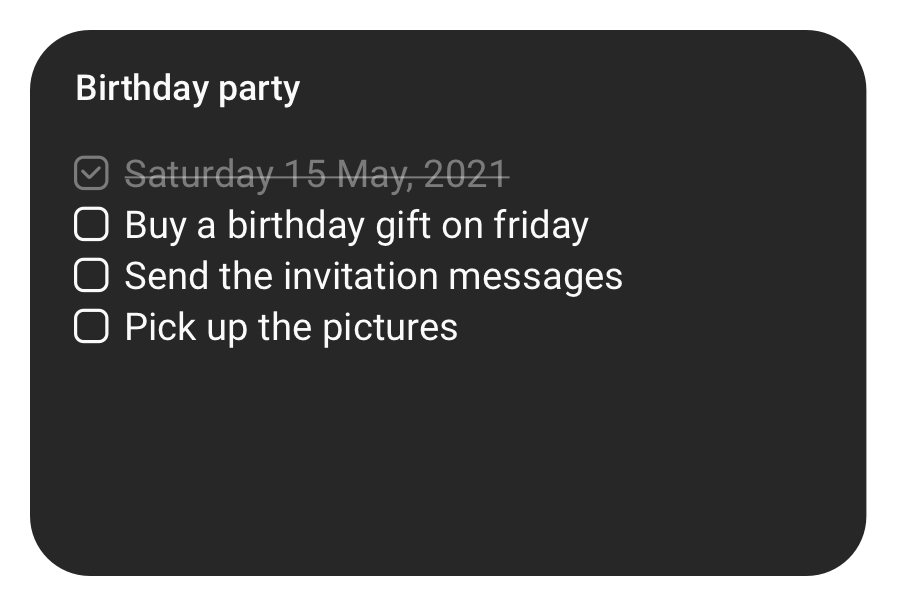 Birthday party
Saturday 15 May, 2021
Buy a birthday gift on friday
Send the invitation messages
Pick up the pictures